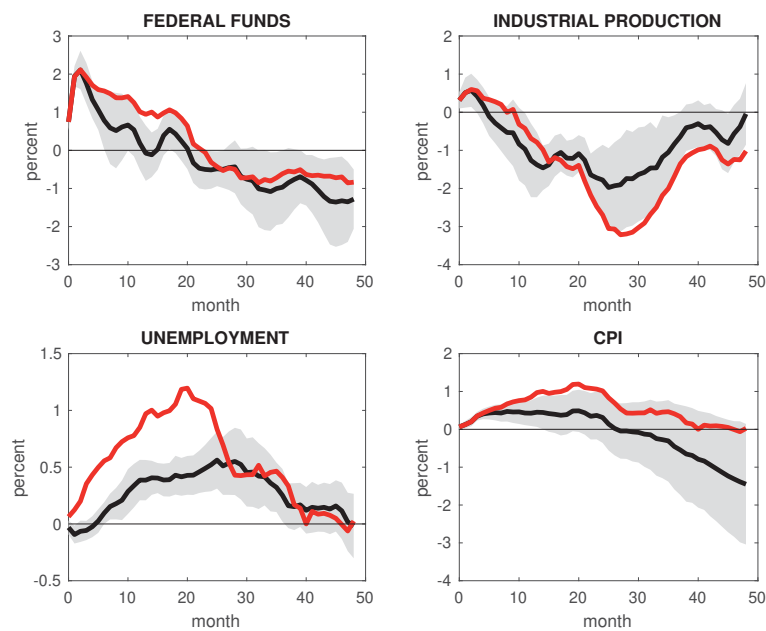 FEDERAL FUNDS
3
2
1
0
-1
-2
-3
percent
0 10 20 30 40 50
month
INDUSTRIAL PRODUCTION
2
1
0
-1
-2
-3
-4
percent
0 10 20 30 40 50
month
UNEMPLOYMENT
1.5
1
0.5
0
-0.5
percent
0 10 20 30 40 50
month
CPI
2
1
0
-1
-2
-3
-4
percent
0 10 20 30 40 50
month